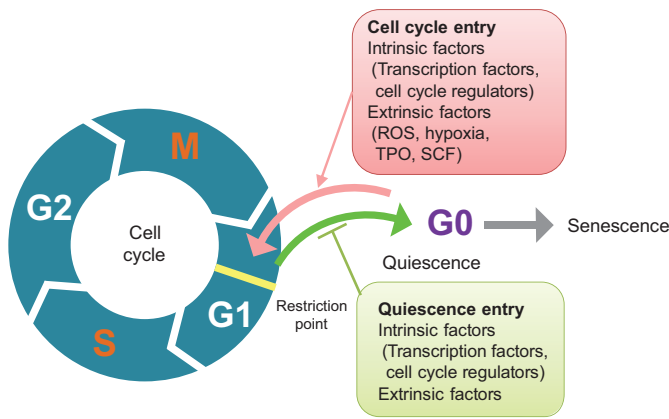 Cell cycle entry
Intrinsic factors
(Transcription factors,
cell cycle regulators)
Extrinsic factors
(ROS, hypoxia,
TPO, SCF)
M
G2
Cell
cycle
G0
Senescence
Quiescence
Restriction
point
G1
S
Quiescence entry
Intrinsic factors
(Transcription factors,
cell cycle regulators)
Extrinsic factors